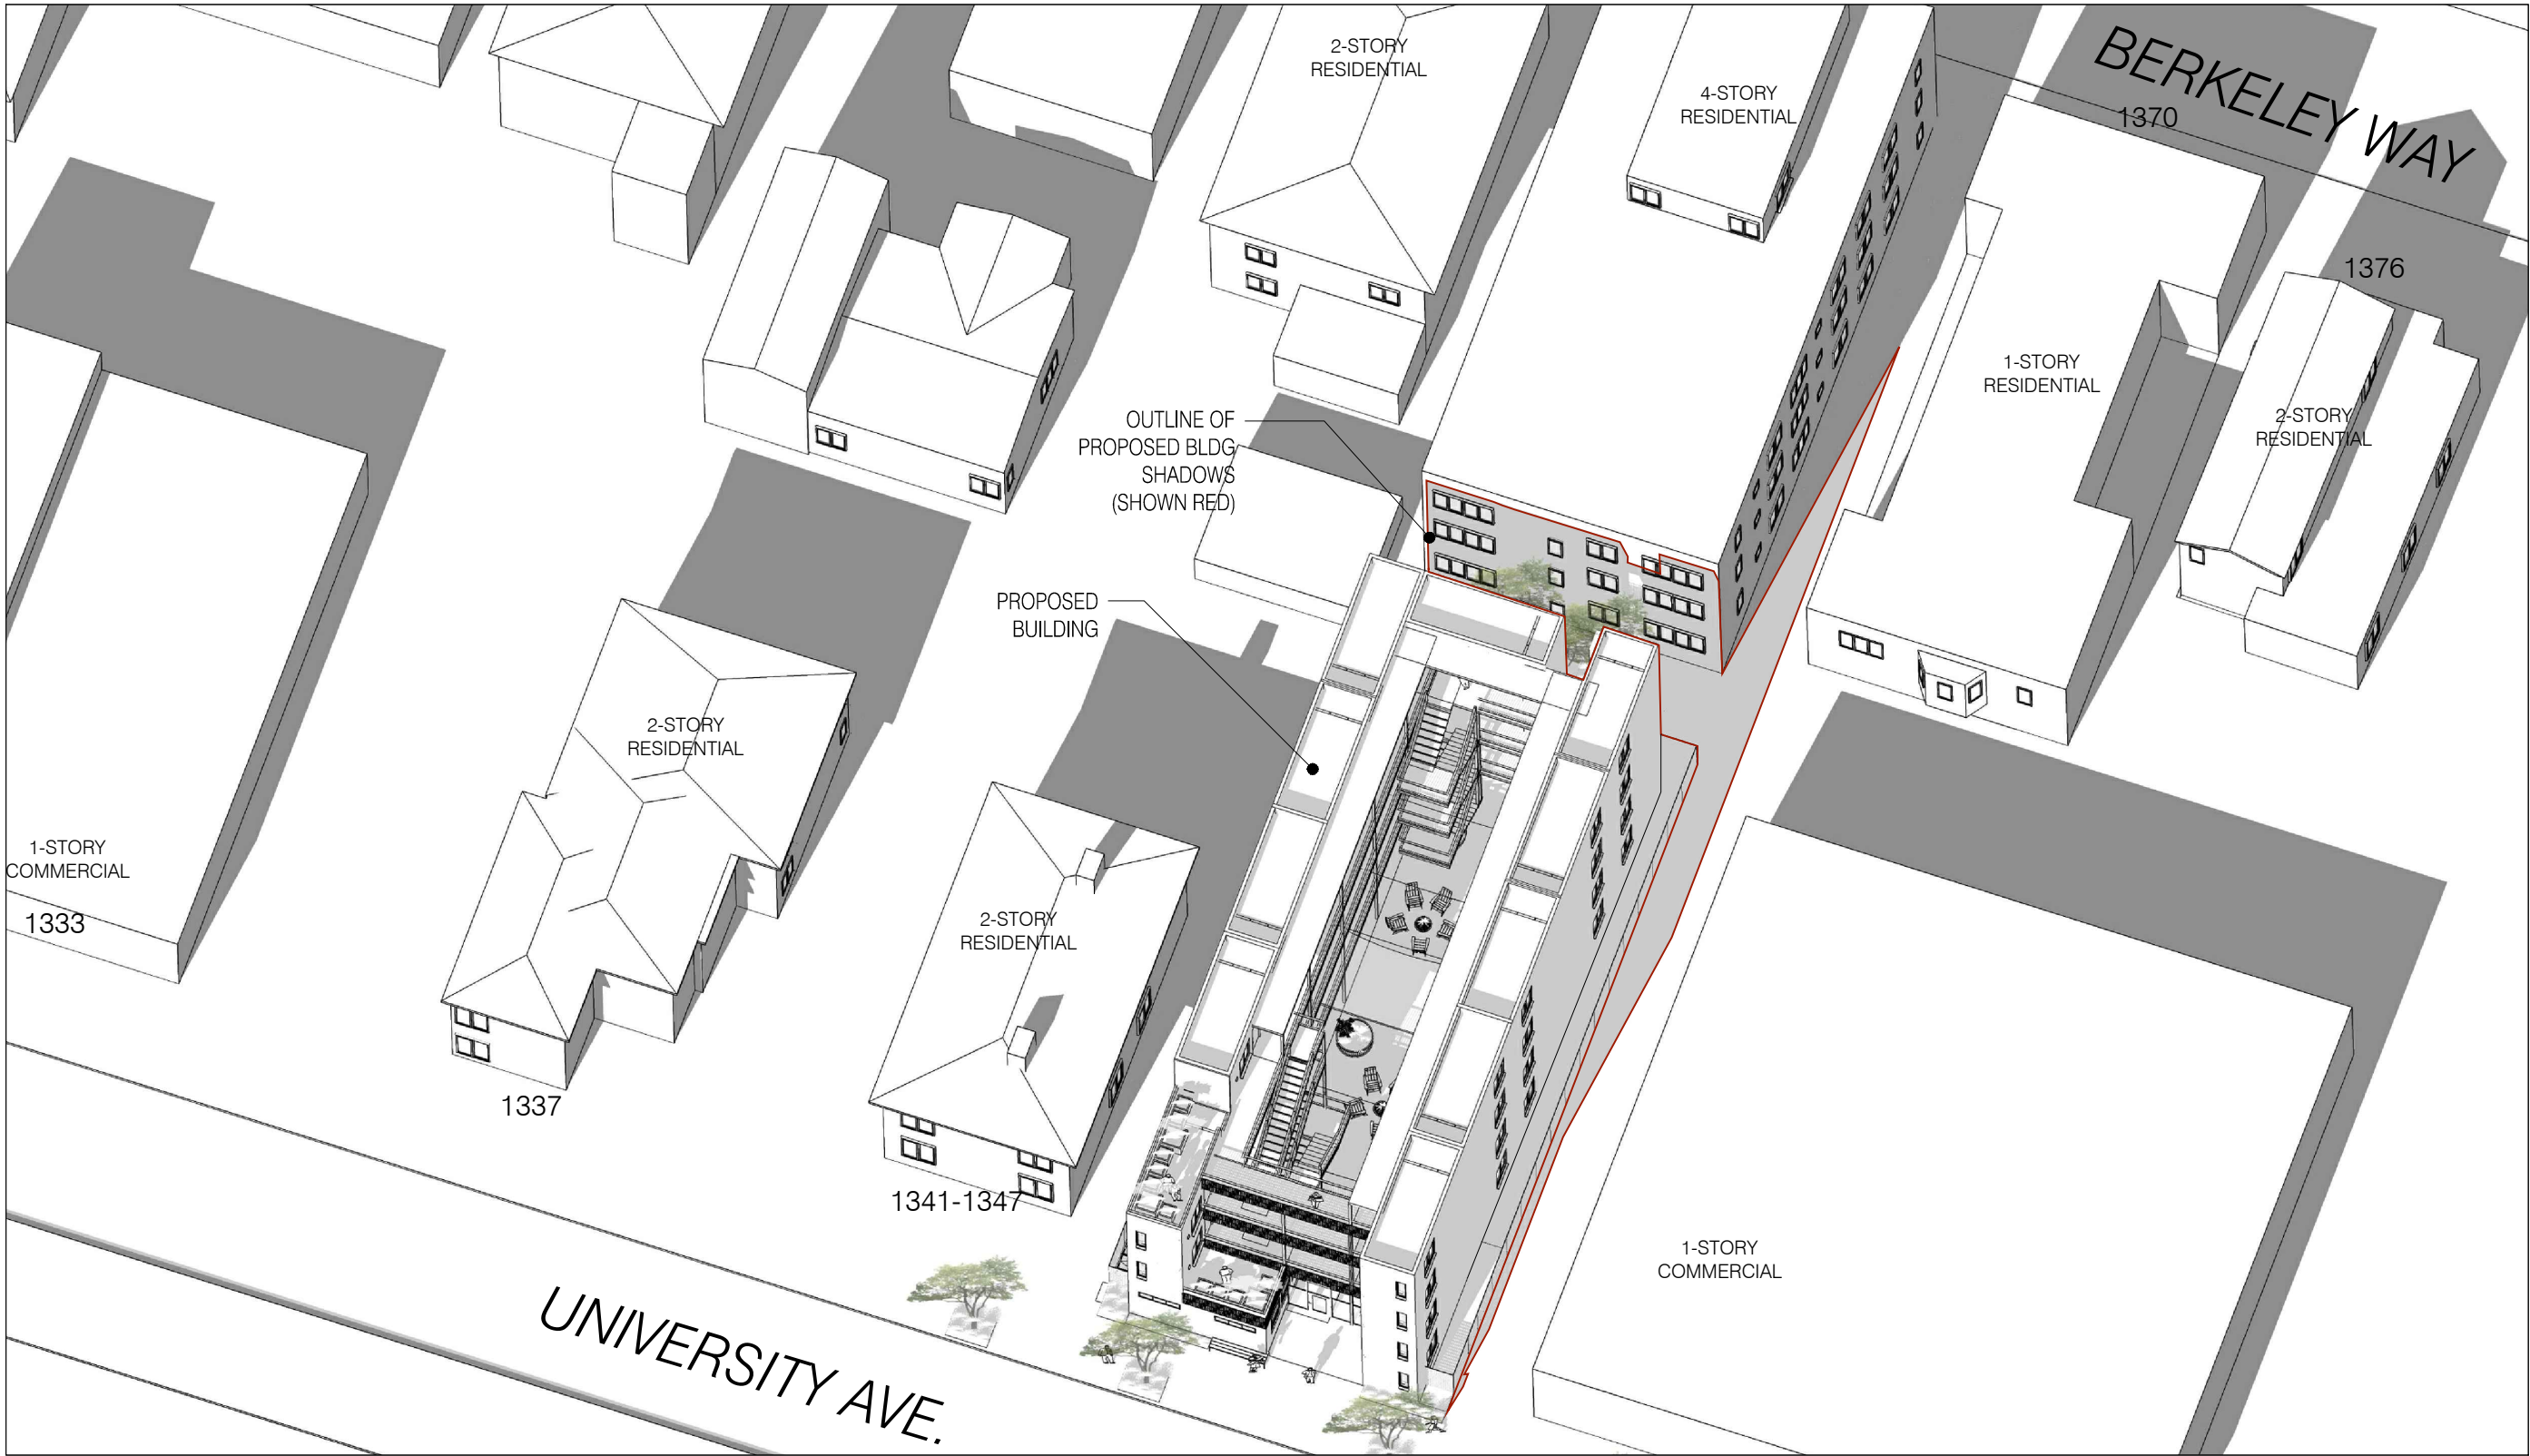 2-STORY
RESIDENTIAL
4-STORY
RESIDENTIAL
BERKELEY WAY
1370
1376
1-STORY
RESIDENTIAL
2-STORY
RESIDENTIAL
OUTLINE OF
PROPOSED BLDG
SHADOWS
(SHOWN RED)
PROPOSED
BUILDING
2-STORY
RESIDENTIAL
1-STORY
COMMERCIAL
1333
2-STORY
RESIDENTIAL
1337
1341-1347
1-STORY
COMMERCIAL
UNIVERSITY AVE.